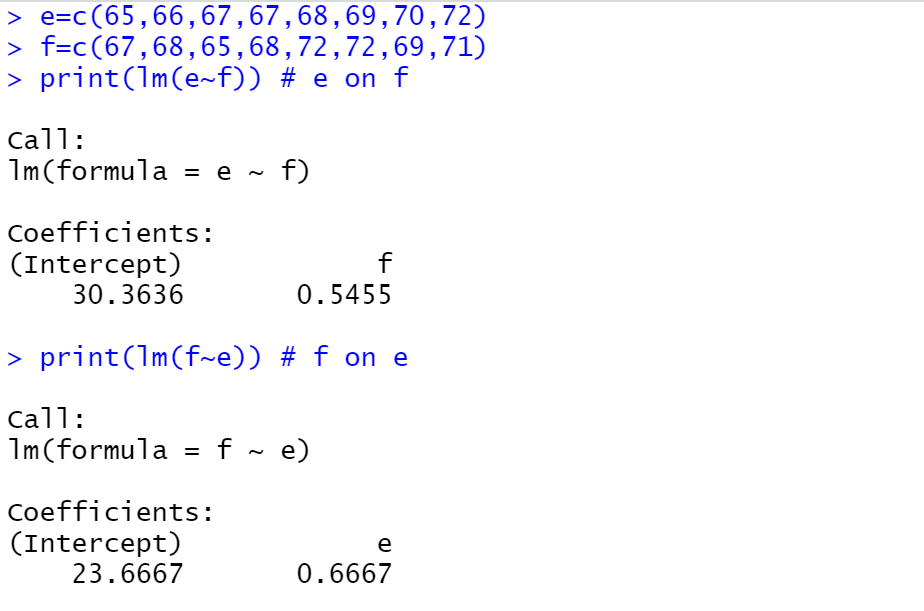 > e=c(65,66,67,67,68,69,70,72)
> f=c(67,68,65,68,72,72,69,71)
> print(lm(e~f)) # e on f
Call:
lm(formula = e ~ f)
Coefficients:
(Intercept)            f
    30.3636       0.5455
> print(lm(f~e)) # f on e
Call:
lm(formula = f ~ e)
Coefficients:
(Intercept)            e
    23.6667       0.6667